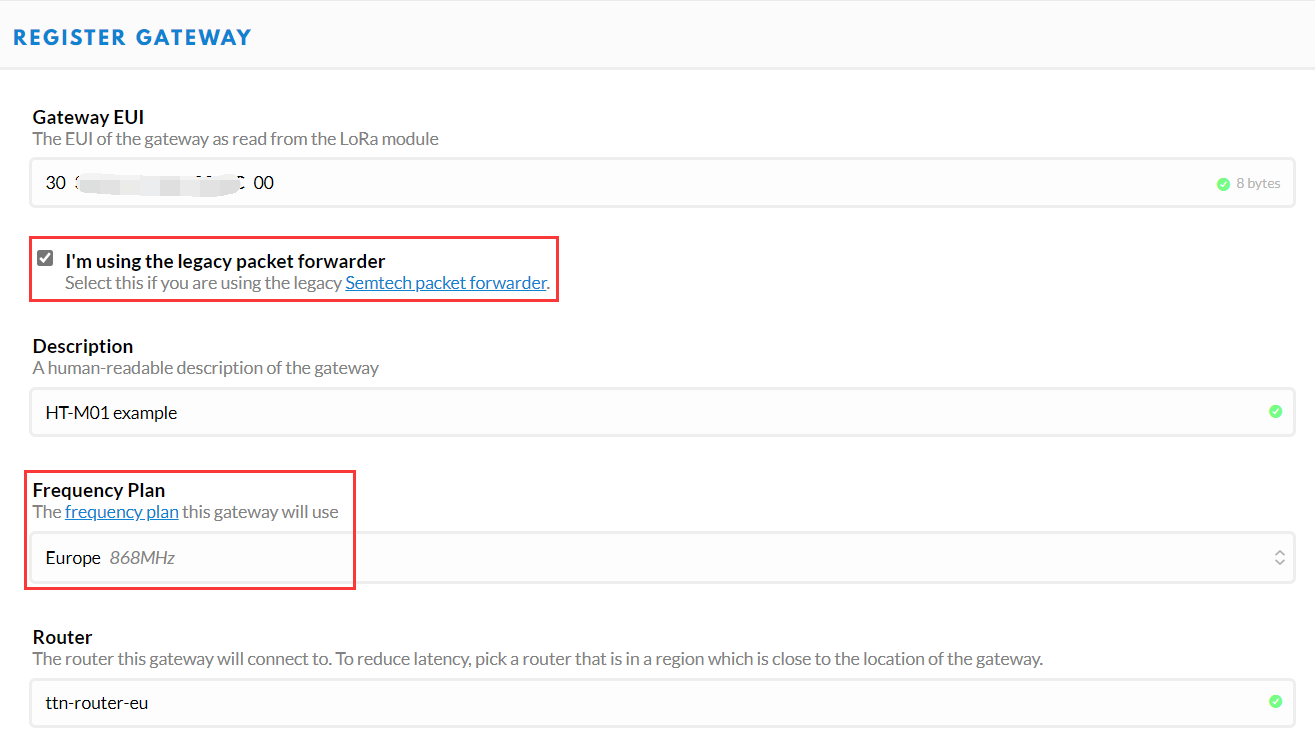 REGISTER GATEWAY
Gateway EUI
The EUI of the gateway as read from the LoRa module
30 00
8 bytes
I'm using the legacy packet forwarder
Select this if you are using the legacy Semtech packet forwarder.
Description
A human-readable description of the gateway
HT-M01 example
Frequency Plan
The frequency plan this gateway will use
Europe 868MHz
Router
The router this gateway will connect to. To reduce latency, pick a router that is in a region which is close to the location of the gateway.
ttn-router-eu